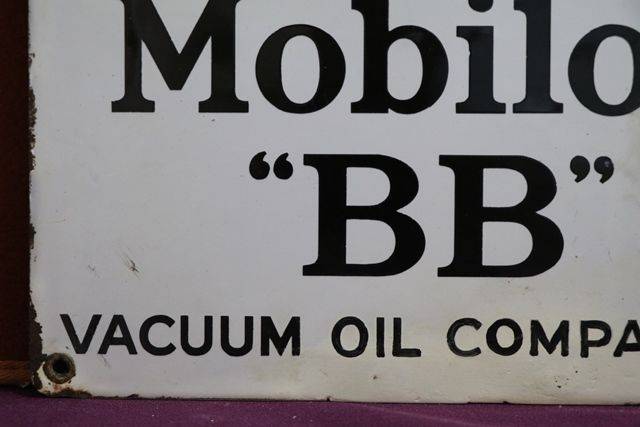 Mobilo
“BB”
VACUUM OIL COMPA